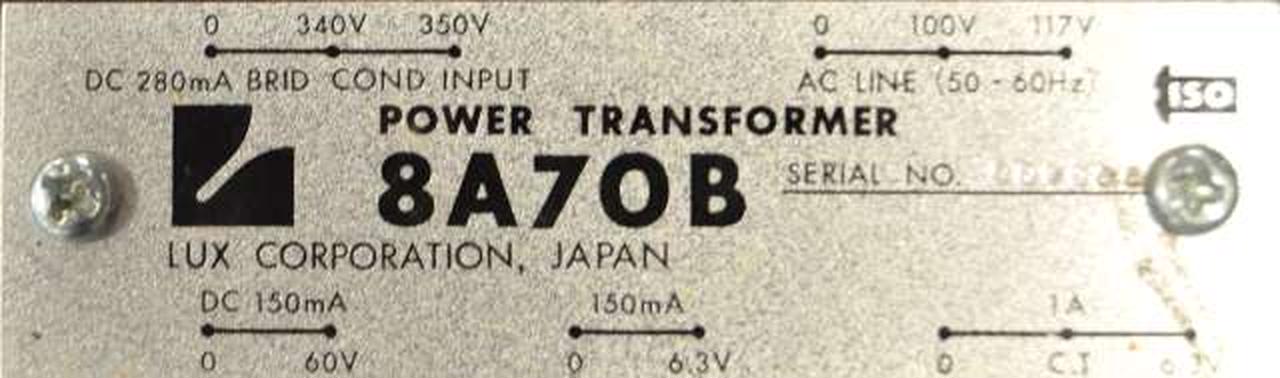 0 340V 350V 0 100V 117V
DC 280mA BRID COND INPUT AC LINE (50 - 60Hz)
ISO
POWER TRANSFORMER
8A70B SERIAL NO.
LUX CORPORATION, JAPAN
DC 150mA 150mA 1A
0 60V 0 6.3V 0 C.T